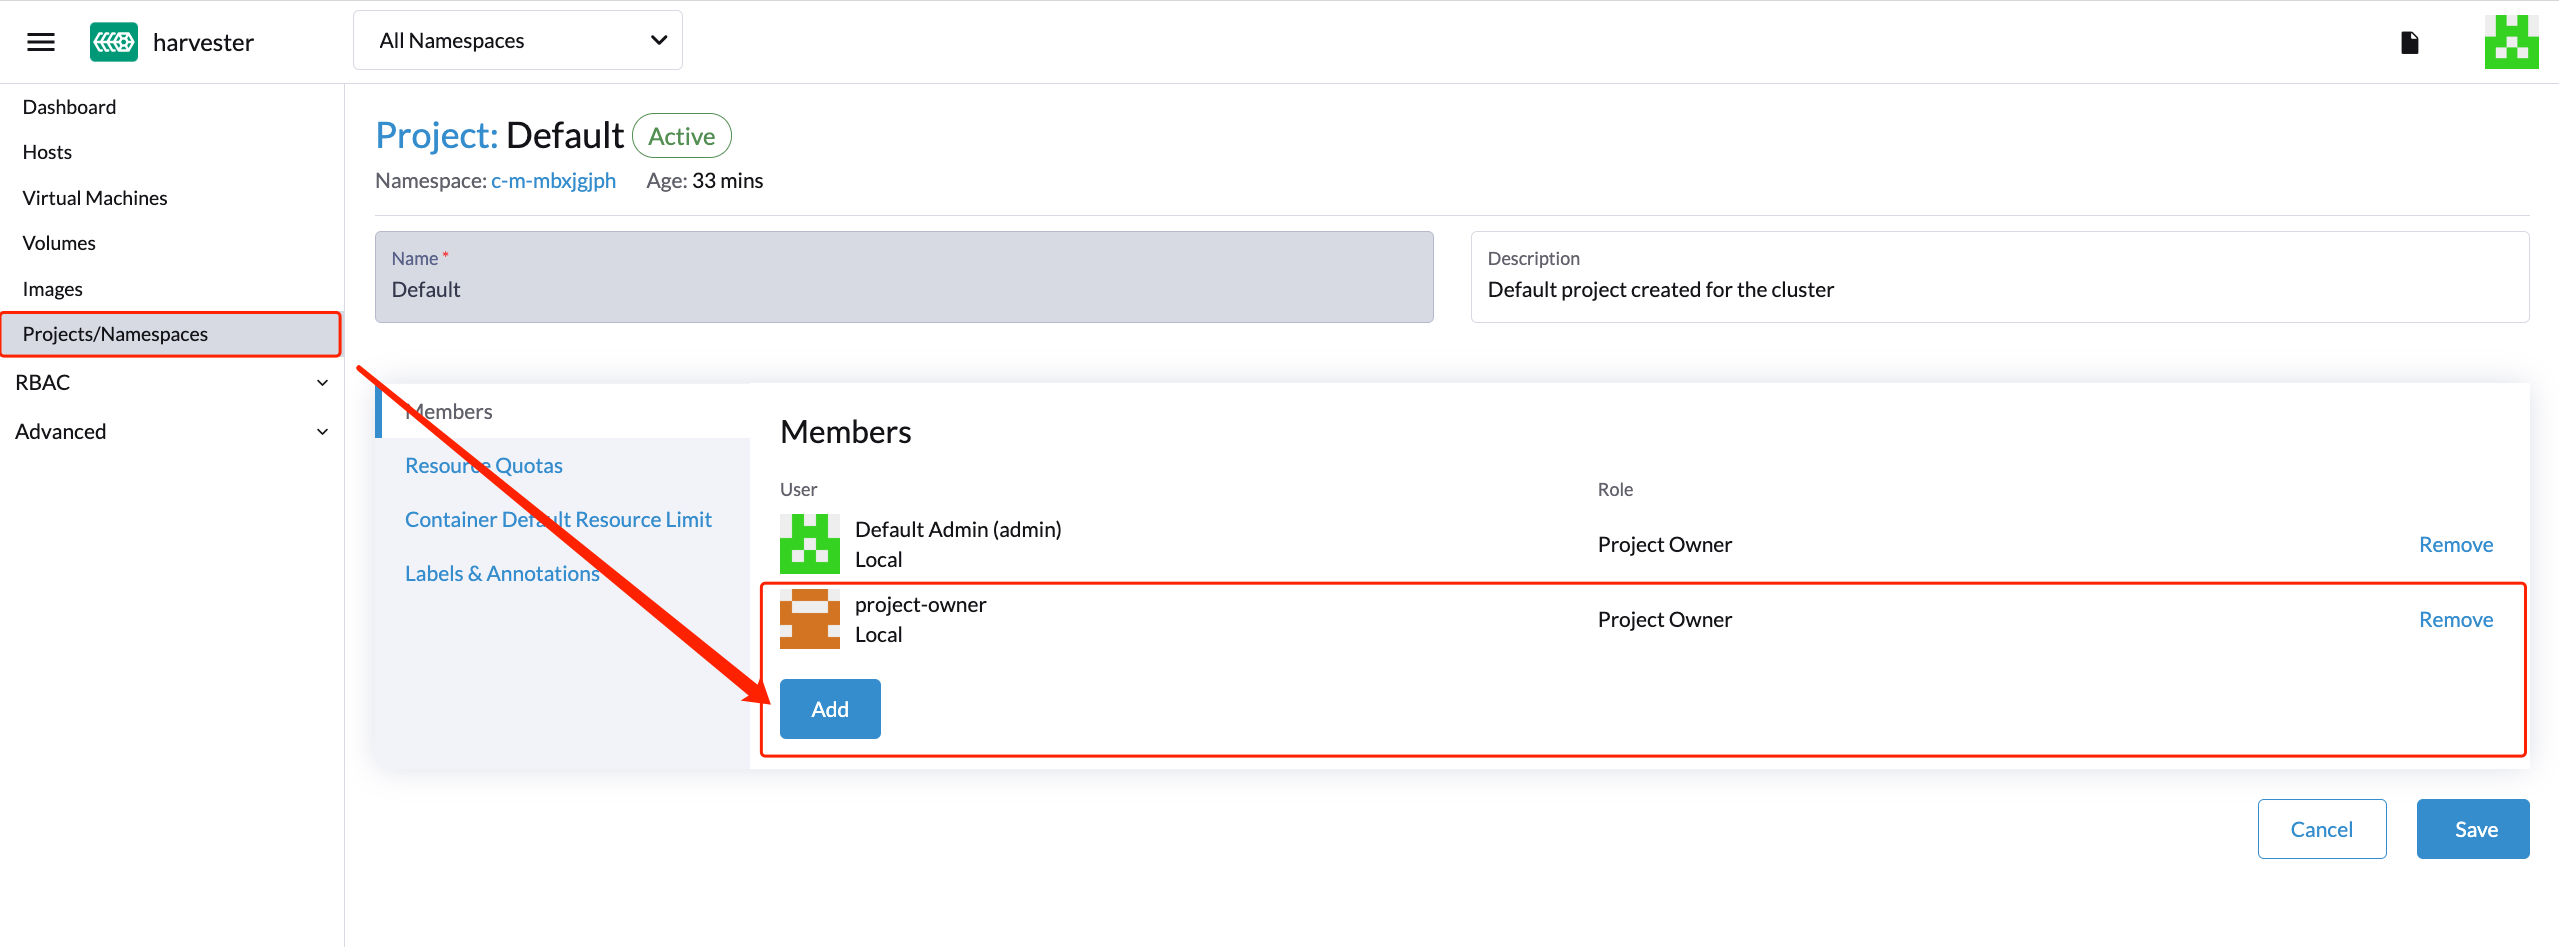 harvester
All Namespaces
Dashboard
Hosts
Virtual Machines
Volumes
Images
Projects/Namespaces
RBAC
Advanced
Project: Default Active
Namespace: c-m-mbxjgjph Age: 33 mins
Name *
Default
Description
Default project created for the cluster
Members
Resource Quotas
Container Default Resource Limit
Labels & Annotations
Members
User Role
Default Admin (admin)
Local
Project Owner
Remove
project-owner
Local
Project Owner
Remove
Add
Cancel
Save